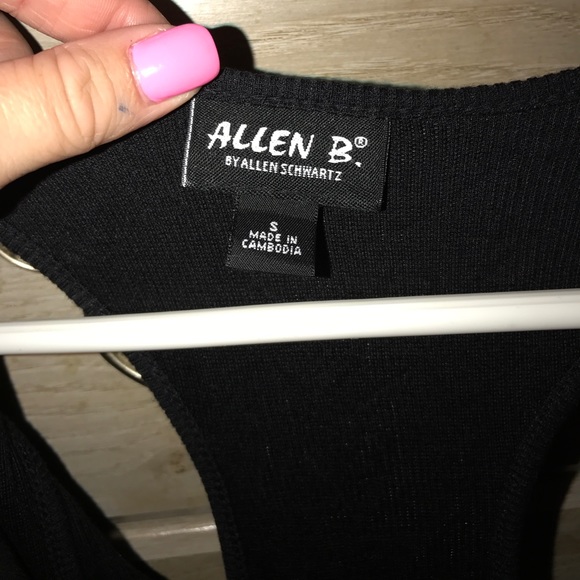 ALLEN B.®
BY ALLEN SCHWARTZ
S
MADE IN
CAMBODIA